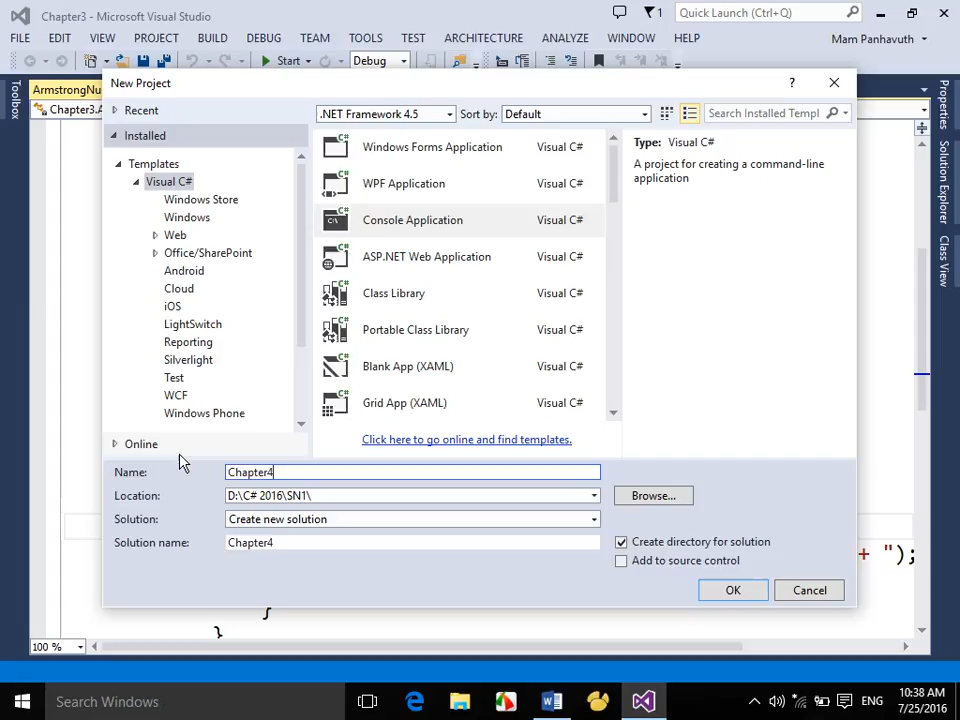 Chapter3 - Microsoft Visual Studio
1
Quick Launch (Ctrl+Q)
FILE EDIT VIEW PROJECT BUILD DEBUG TEAM TOOLS TEST ARCHITECTURE ANALYZE WINDOW HELP
Mam Panhavuth
Start
Debug
Toolbox
ArmstrongNu
Chapter3.A
New Project
?
Recent
.NET Framework 4.5
Sort by:
Default
Search Installed Templ
Installed
Templates
Visual C#
Windows Store
Windows
Web
Office/SharePoint
Android
Cloud
iOS
LightSwitch
Reporting
Silverlight
Test
WCF
Windows Phone
Online
Windows Forms Application Visual C#
WPF Application Visual C#
Console Application Visual C#
ASP.NET Web Application Visual C#
Class Library Visual C#
Portable Class Library Visual C#
Blank App (XAML) Visual C#
Grid App (XAML) Visual C#
Click here to go online and find templates.
Type: Visual C#
A project for creating a command-line
application
Name: Chapter4
Location: D:\C# 2016\SN1\
Browse...
Solution: Create new solution
Solution name: Chapter4
Create directory for solution
Add to source control
OK
Cancel
Properties
Solution Explorer
Class View
+ ");
}
}
100 %
Search Windows
ENG
10:38 AM
7/25/2016